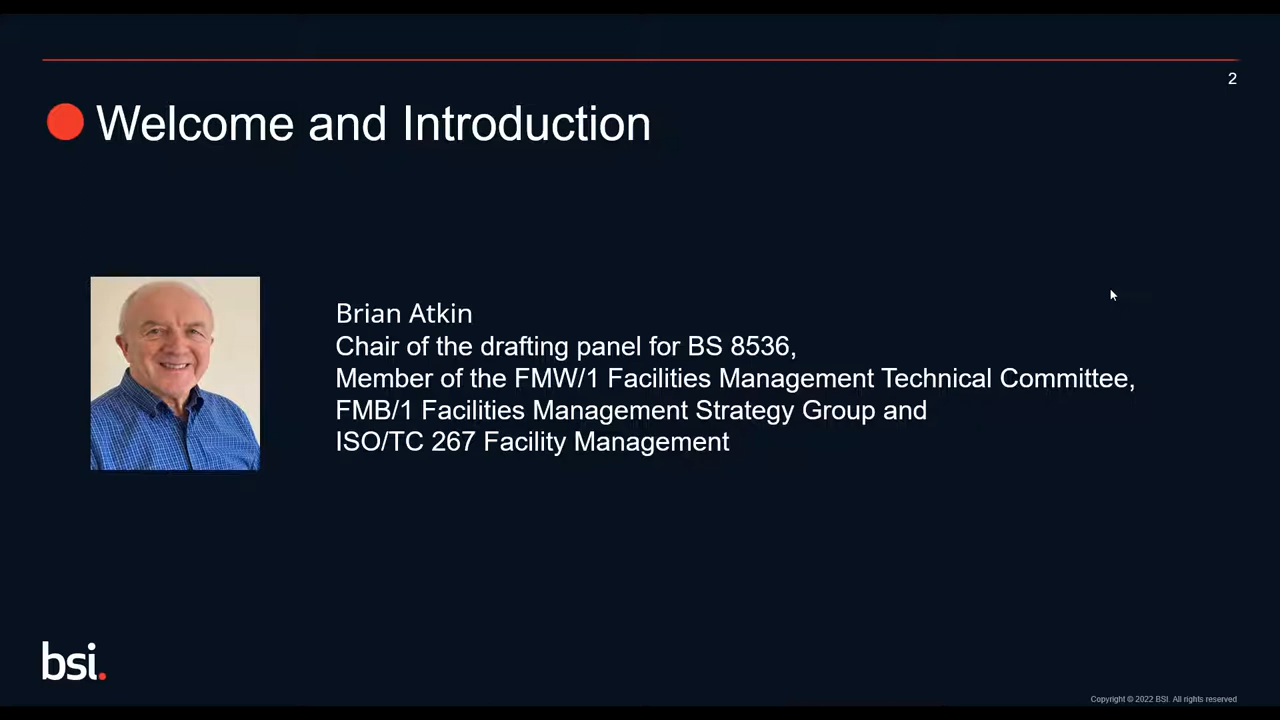 2
Welcome and Introduction
Brian Atkin
Chair of the drafting panel for BS 8536,
Member of the FMW/1 Facilities Management Technical Committee,
FMB/1 Facilities Management Strategy Group and
ISO/TC 267 Facility Management
bsi.
Copyright © 2022 BSI. All rights reserved